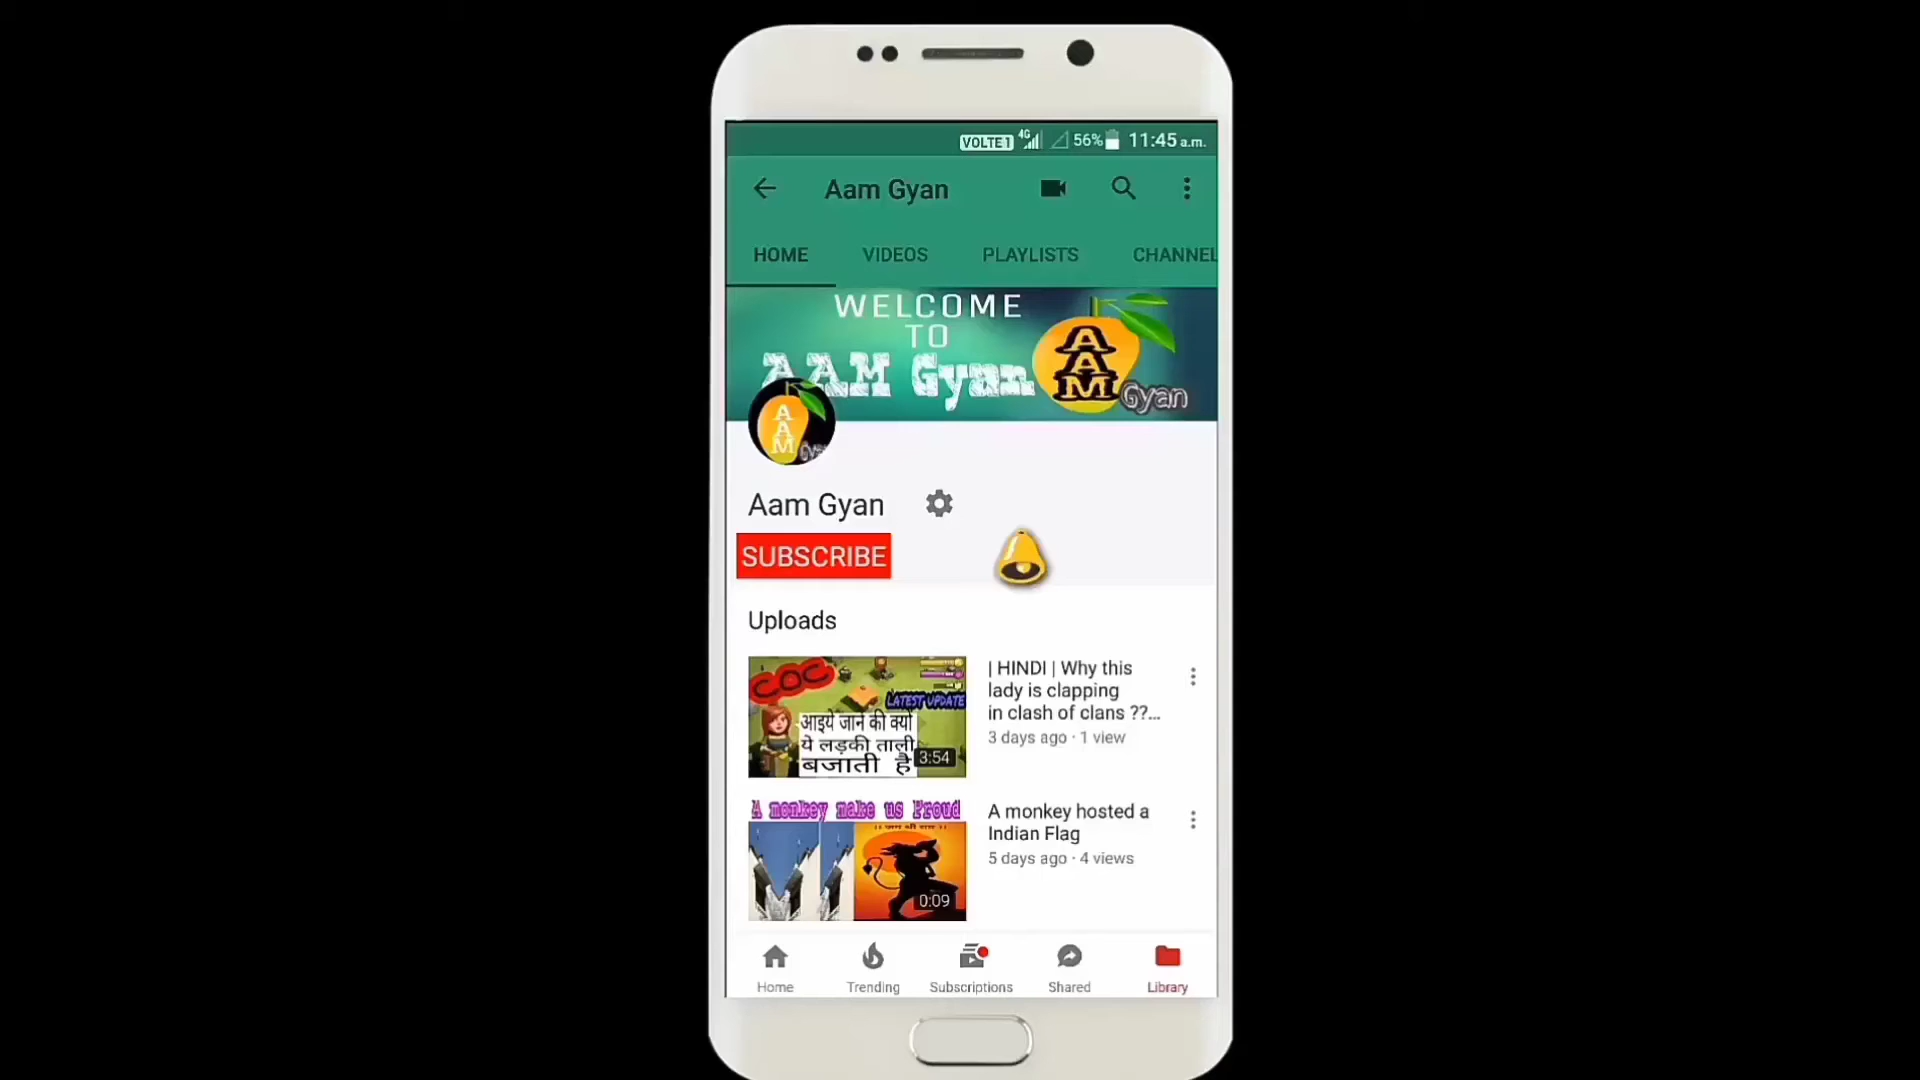 VOLTE1 4G 56% 11:45 a.m.
Aam Gyan
HOME VIDEOS PLAYLISTS CHANNEL
WELCOME
TO
AAM Gyan
AAM
Gyan
AAM
Aam Gyan
SUBSCRIBE
Uploads
COC
LATEST UPDATE
आइये जाने की क्यों
ये लड़की ताली
बजाती है
3:54
| HINDI | Why this
lady is clapping
in clash of clans ??...
3 days ago · 1 view
A monkey make us Proud
0:09
A monkey hosted a
Indian Flag
5 days ago · 4 views
Home Trending Subscriptions Shared Library